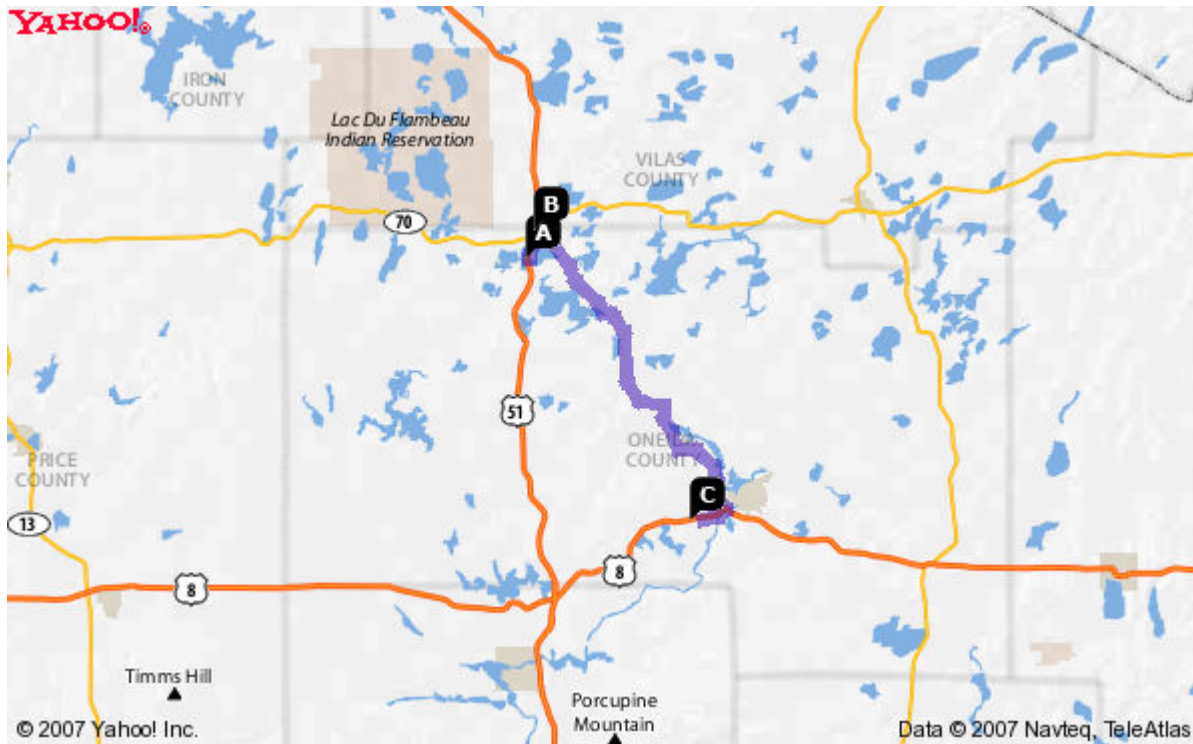 YAHOO!®
IRON
COUNTY
Lac Du Flambeau
Indian Reservation
VILAS
COUNTY
B
70
A
51
PRICE
COUNTY
ONEIDA
COUNTY
C
13
8
8
Timms Hill
Porcupine
Mountain
© 2007 Yahoo! Inc.
Data © 2007 Navteq, TeleAtlas